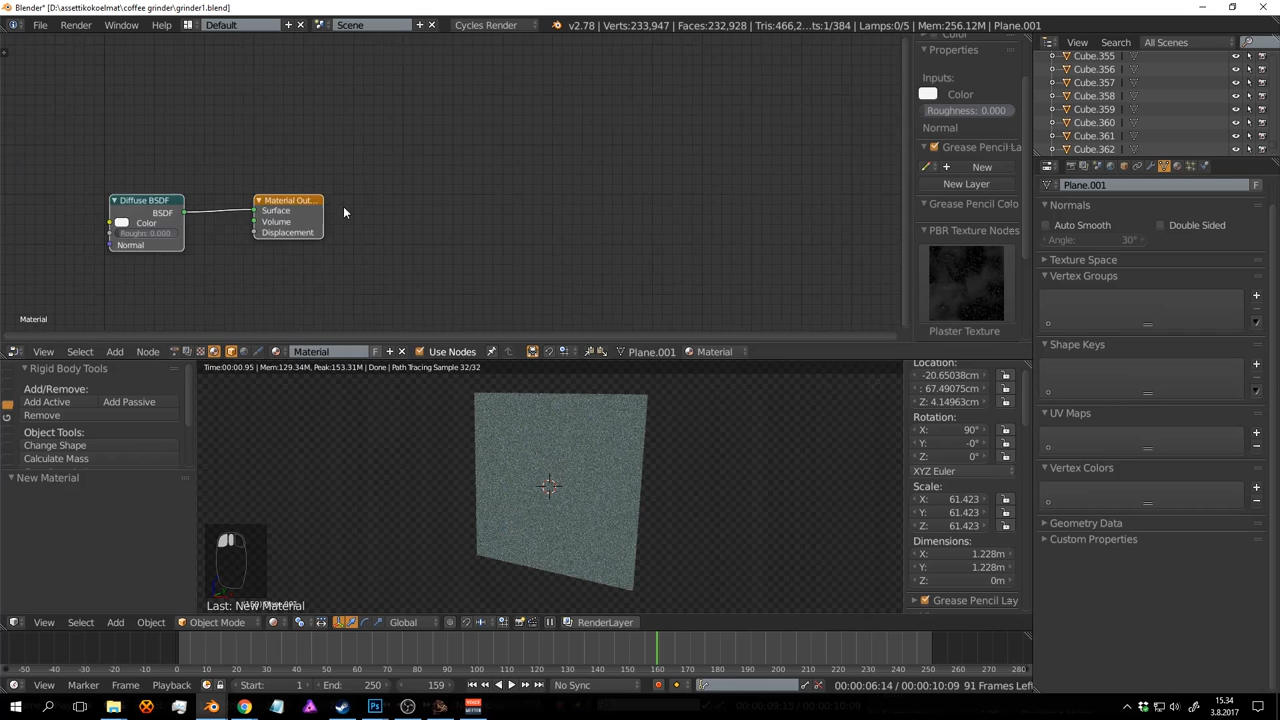 Blender* [D:\assettikokoelmat\coffee grinder\grinder1.blend]
File Render Window Help Default Scene Cycles Render v2.78 | Verts:233,947 | Faces:232,928 | Tris:466,2...ts:1/384 | Lamps:0/5 | Mem:256.12M | Plane.001
View Search All Scenes
Cube.355
Cube.356
Cube.357
Cube.358
Cube.359
Cube.360
Cube.361
Cube.362
Properties
Inputs:
Color
Roughness: 0.000
Normal
Grease Pencil La
New
New Layer
Grease Pencil Colo
PBR Texture Nodes
Plaster Texture
Diffuse BSDF
BSDF
Color
Roughn: 0.000
Normal
Material Out...
Surface
Volume
Displacement
Material
View Select Add Node Material F Use Nodes Plane.001 Material
Plane.001 F
Normals
Auto Smooth Double Sided
Angle: 30°
Texture Space
Vertex Groups
Shape Keys
UV Maps
Vertex Colors
Geometry Data
Custom Properties
Rigid Body Tools
Add/Remove:
Add Active Add Passive
Remove
Object Tools:
Change Shape
Calculate Mass
New Material
Time:00:00.95 | Mem:129.34M, Peak:153.31M | Done | Path Tracing Sample 32/32
Last: New Material
Location:
-20.65038cm
: 67.49075cm
Z: 4.14963cm
Rotation:
X: 90°
Y: -0°
Z: 0°
XYZ Euler
Scale:
X: 61.423
Y: 61.423
Z: 61.423
Dimensions:
X: 1.228m
Y: 1.228m
Z: 0m
Grease Pencil Lay
View Select Add Object Object Mode Global RenderLayer
-50 -40 -30 -20 -10 0 10 20 30 40 50 60 70 80 90 100 110 120 130 140 150 160 170 180 190 200 210 220 230 240 250 260 270 280
View Marker Frame Playback Start: 1 End: 250 159 No Sync 00:00:06:14 / 00:00:10:09 91 Frames Left
15.34
3.8.2017